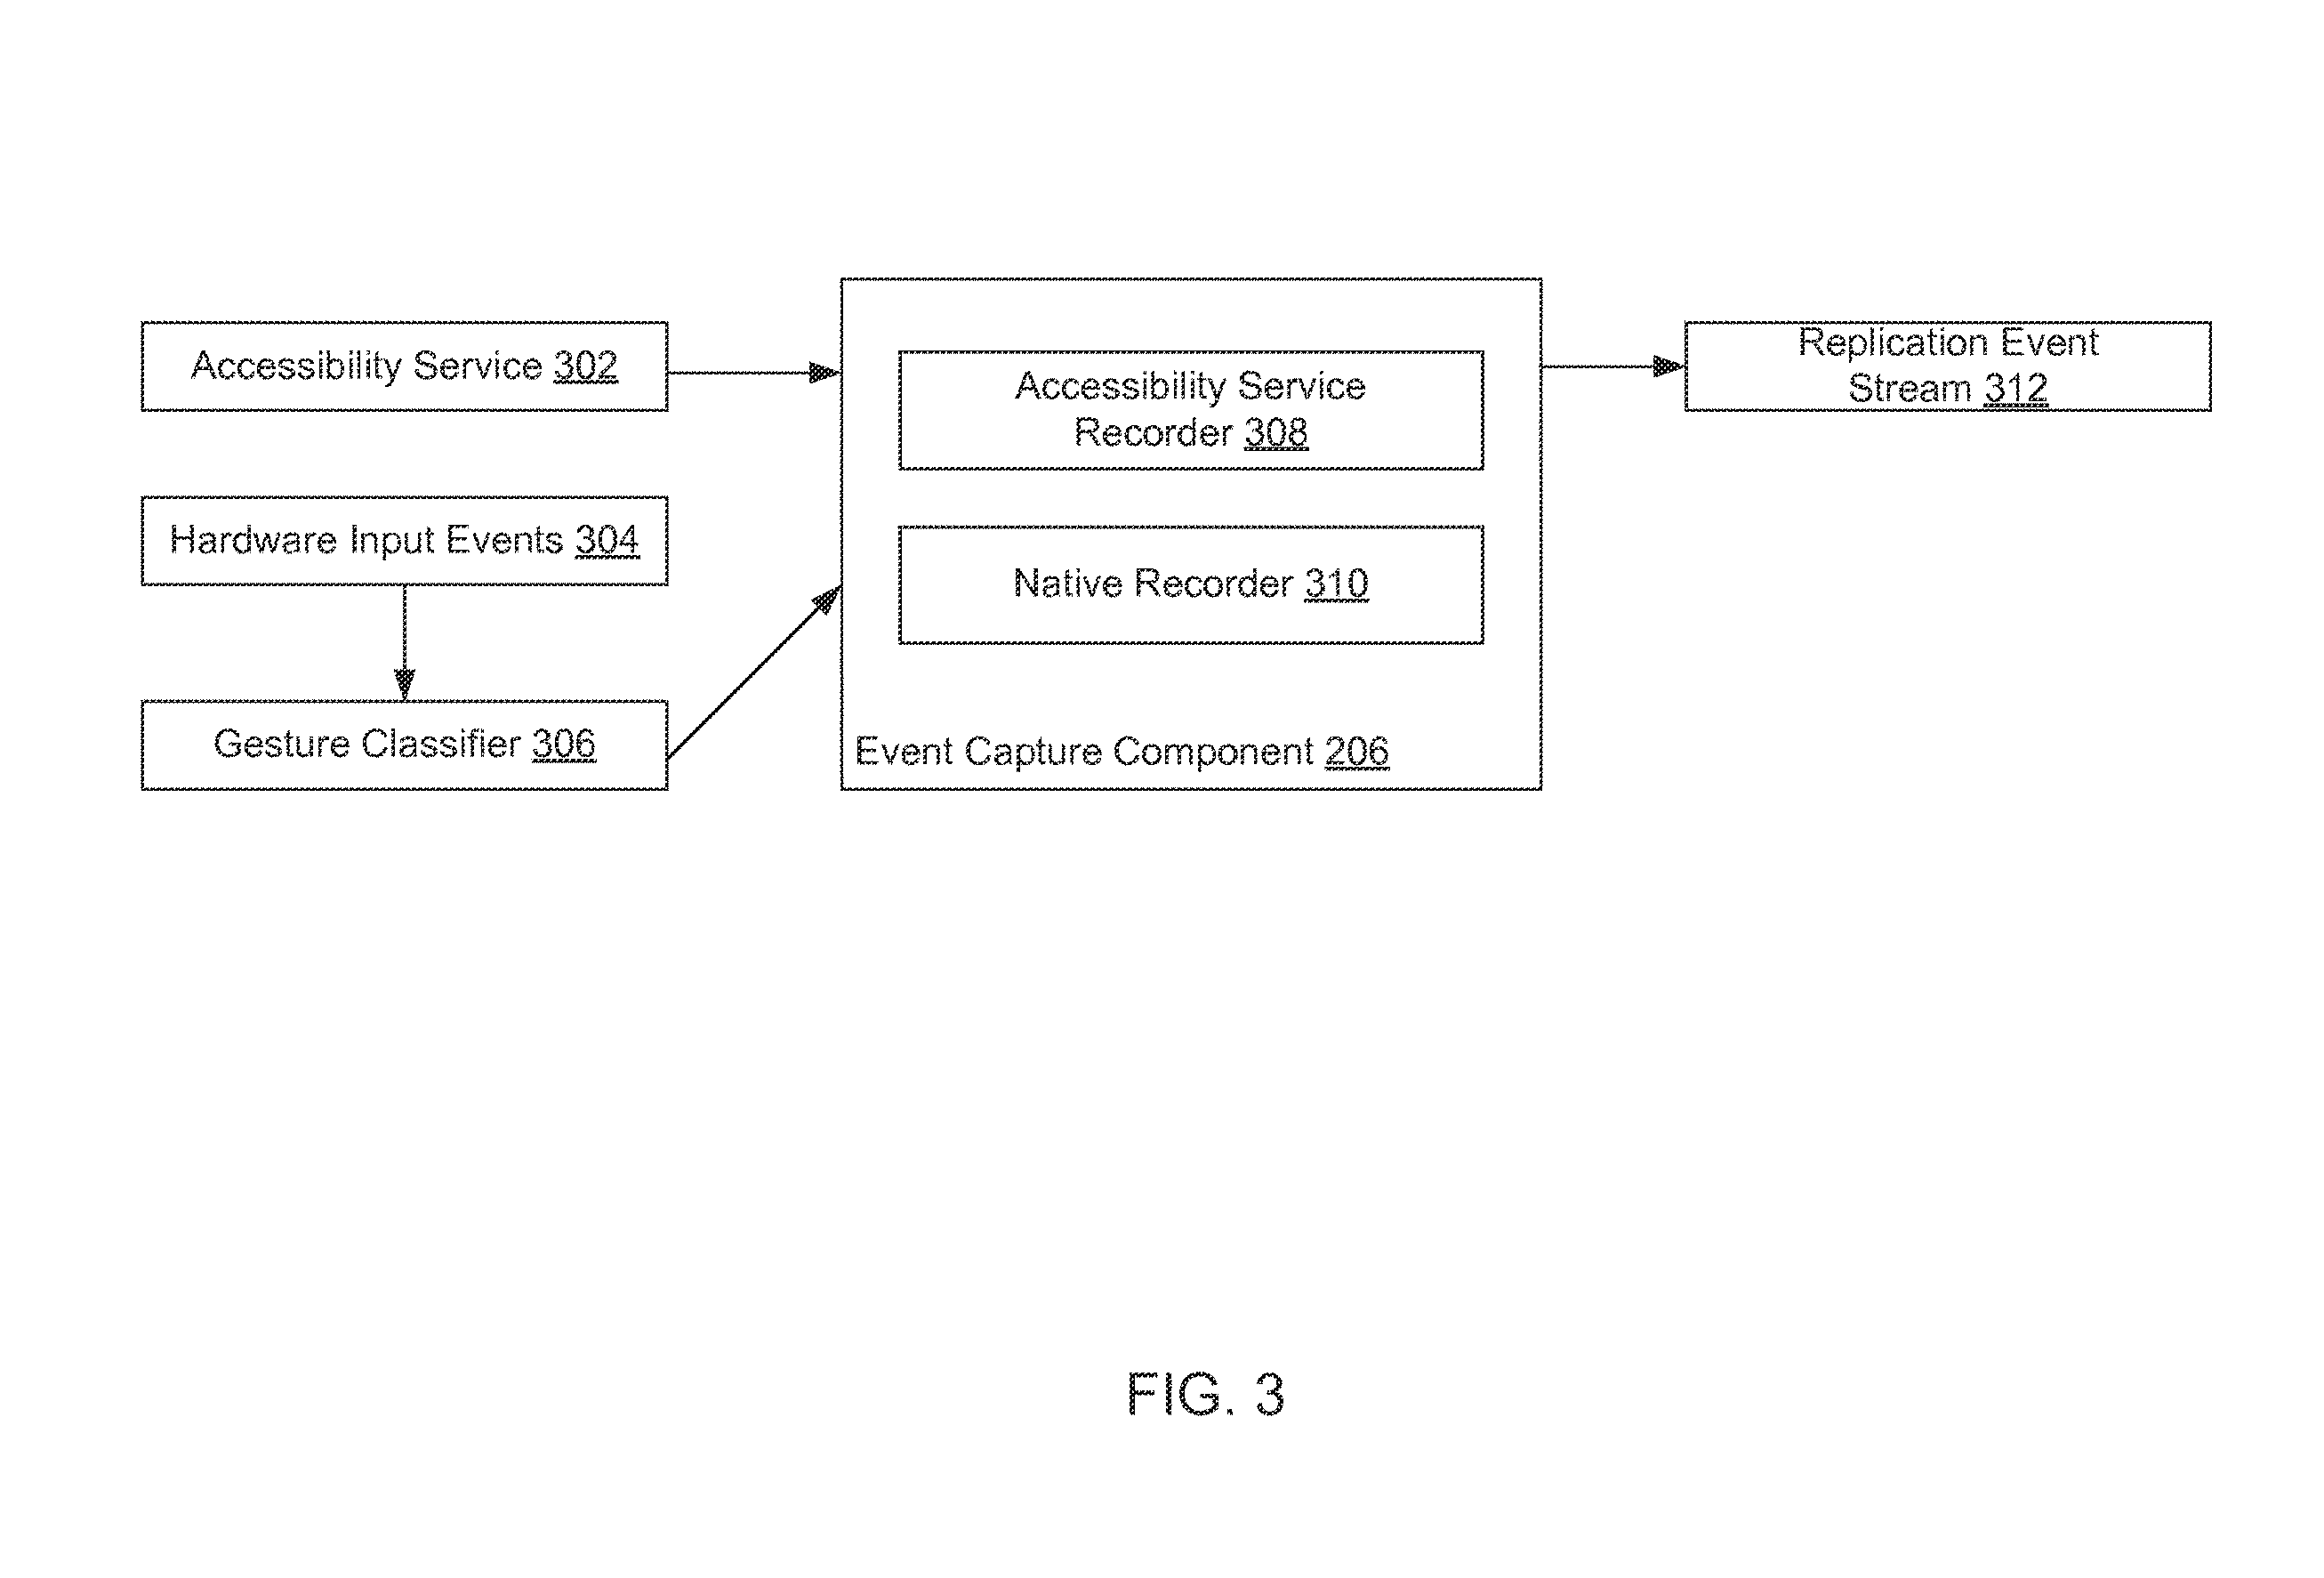 Accessibility Service 302
Hardware Input Events 304
Gesture Classifier 306
Accessibility Service
Recorder 308
Native Recorder 310
Event Capture Component 206
Replication Event
Stream 312
FIG. 3